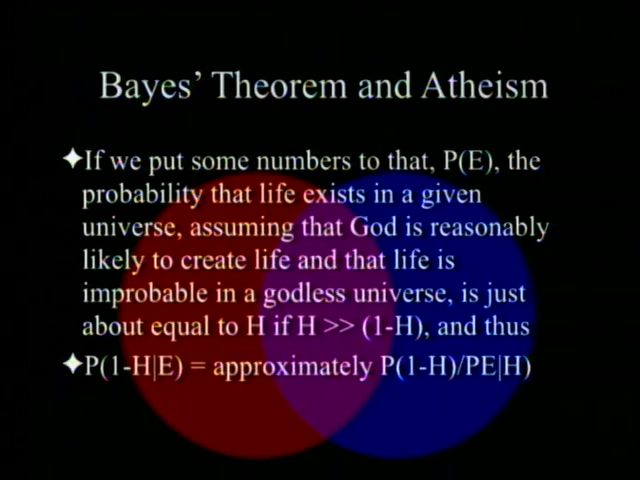 Bayes’ Theorem and Atheism
✦If we put some numbers to that, P(E), the
probability that life exists in a given
universe, assuming that God is reasonably
likely to create life and that life is
improbable in a godless universe, is just
about equal to H if H >> (1-H), and thus
✦P(1-H|E) = approximately P(1-H)/PE|H)